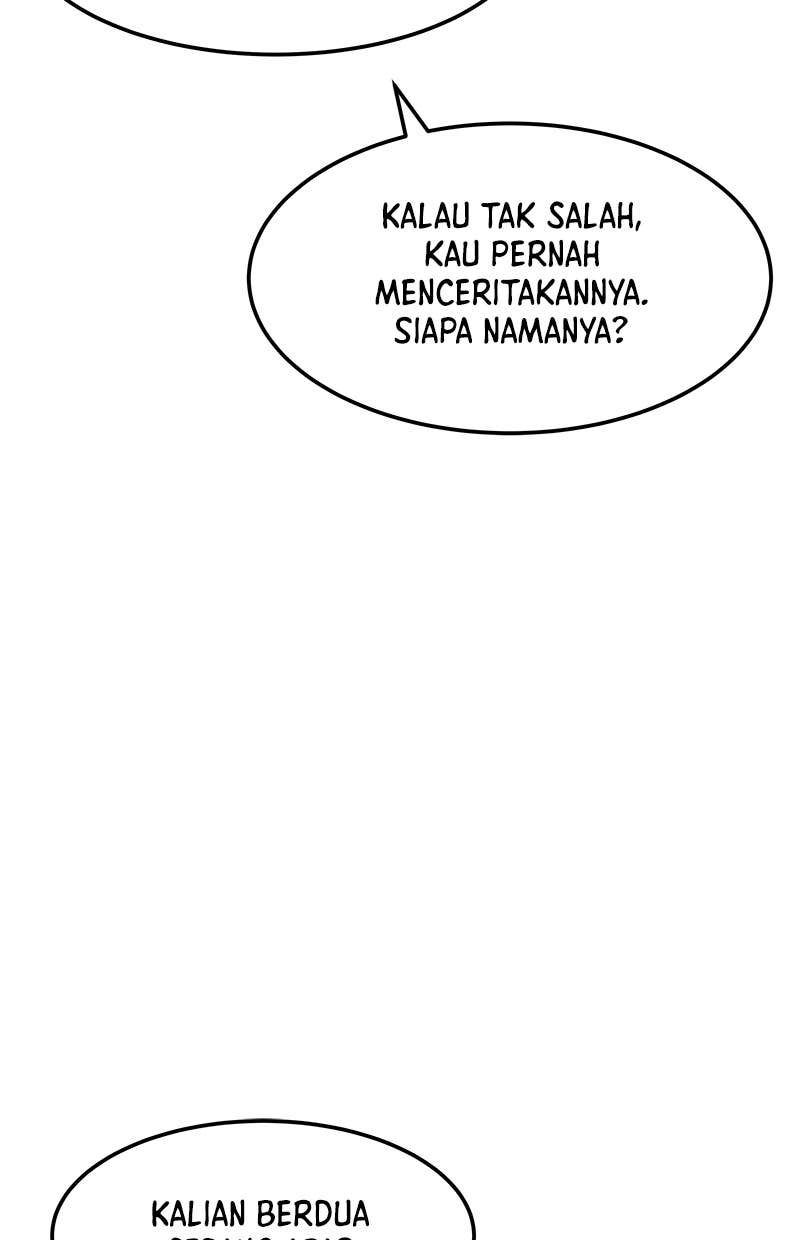 KALAU TAK SALAH,
KAU PERNAH
MENCERITAKANNYA.
SIAPA NAMANYA?
KALIAN BERDUA